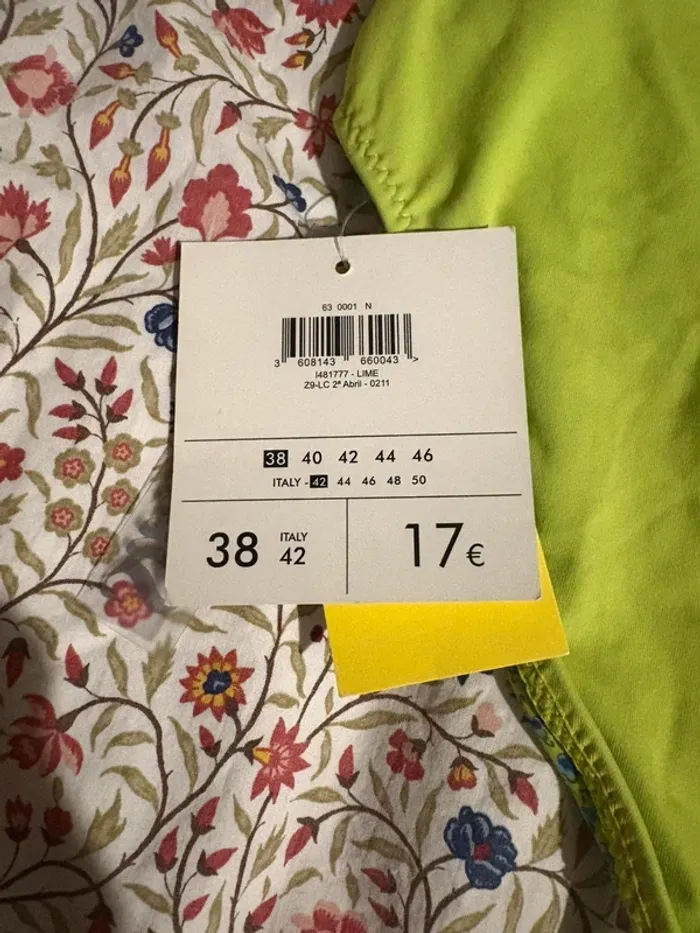 63 0001 N
3 608143 660043 >
I481777 - LIME
Z9-LC 2ª Abril - 0211
38 40 42 44 46
ITALY - 42 44 46 48 50
38 ITALY 42
17€